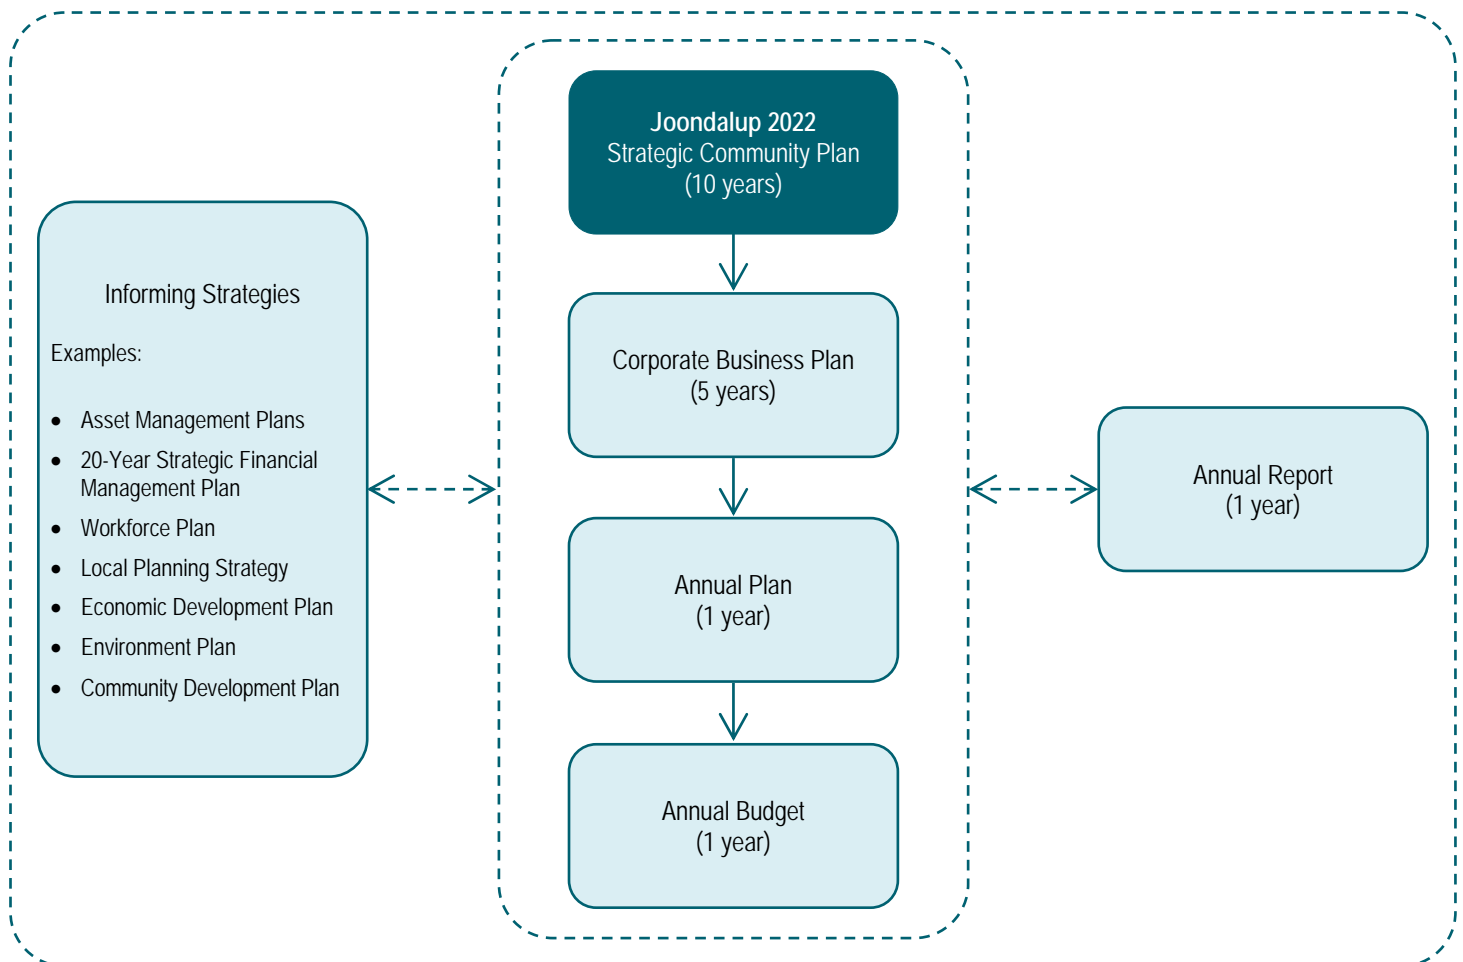 Joondalup 2022
Strategic Community Plan
(10 years)
Informing Strategies
Examples:
• Asset Management Plans
• 20-Year Strategic Financial
Management Plan
• Workforce Plan
• Local Planning Strategy
• Economic Development Plan
• Environment Plan
• Community Development Plan
Corporate Business Plan
(5 years)
Annual Plan
(1 year)
Annual Budget
(1 year)
Annual Report
(1 year)